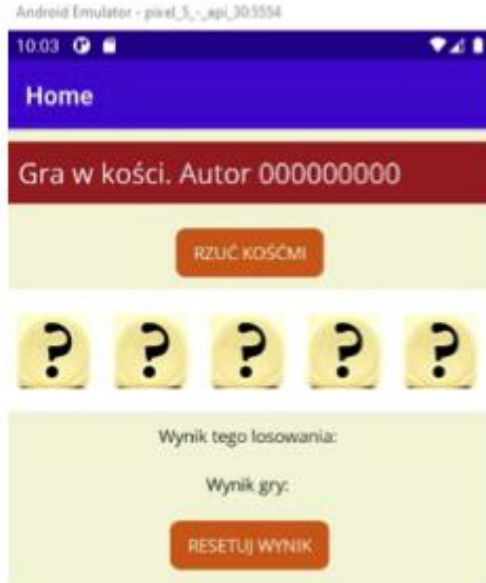 Android Emulator - pixel_5_-_api_30:5554
10:03
Home
Gra w kości. Autor 000000000
RZUĆ KOŚĆMI
? ? ? ? ?
Wynik tego losowania:
Wynik gry:
RESETUJ WYNIK